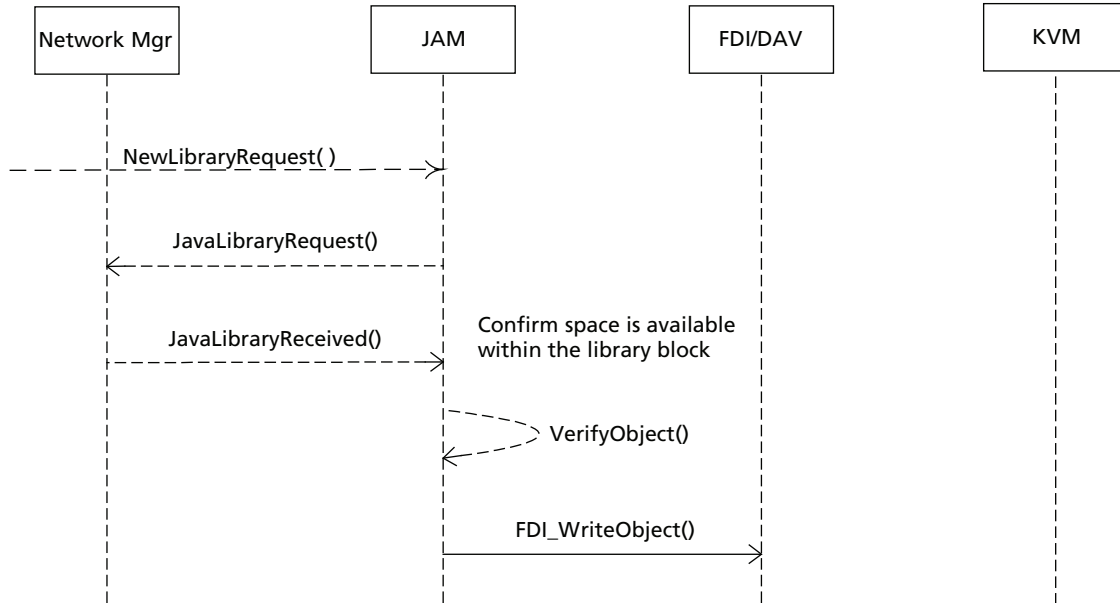 Network Mgr
JAM
FDI/DAV
KVM
NewLibraryRequest( )
JavaLibraryRequest()
JavaLibraryReceived()
Confirm space is available
within the library block
VerifyObject()
FDI_WriteObject()